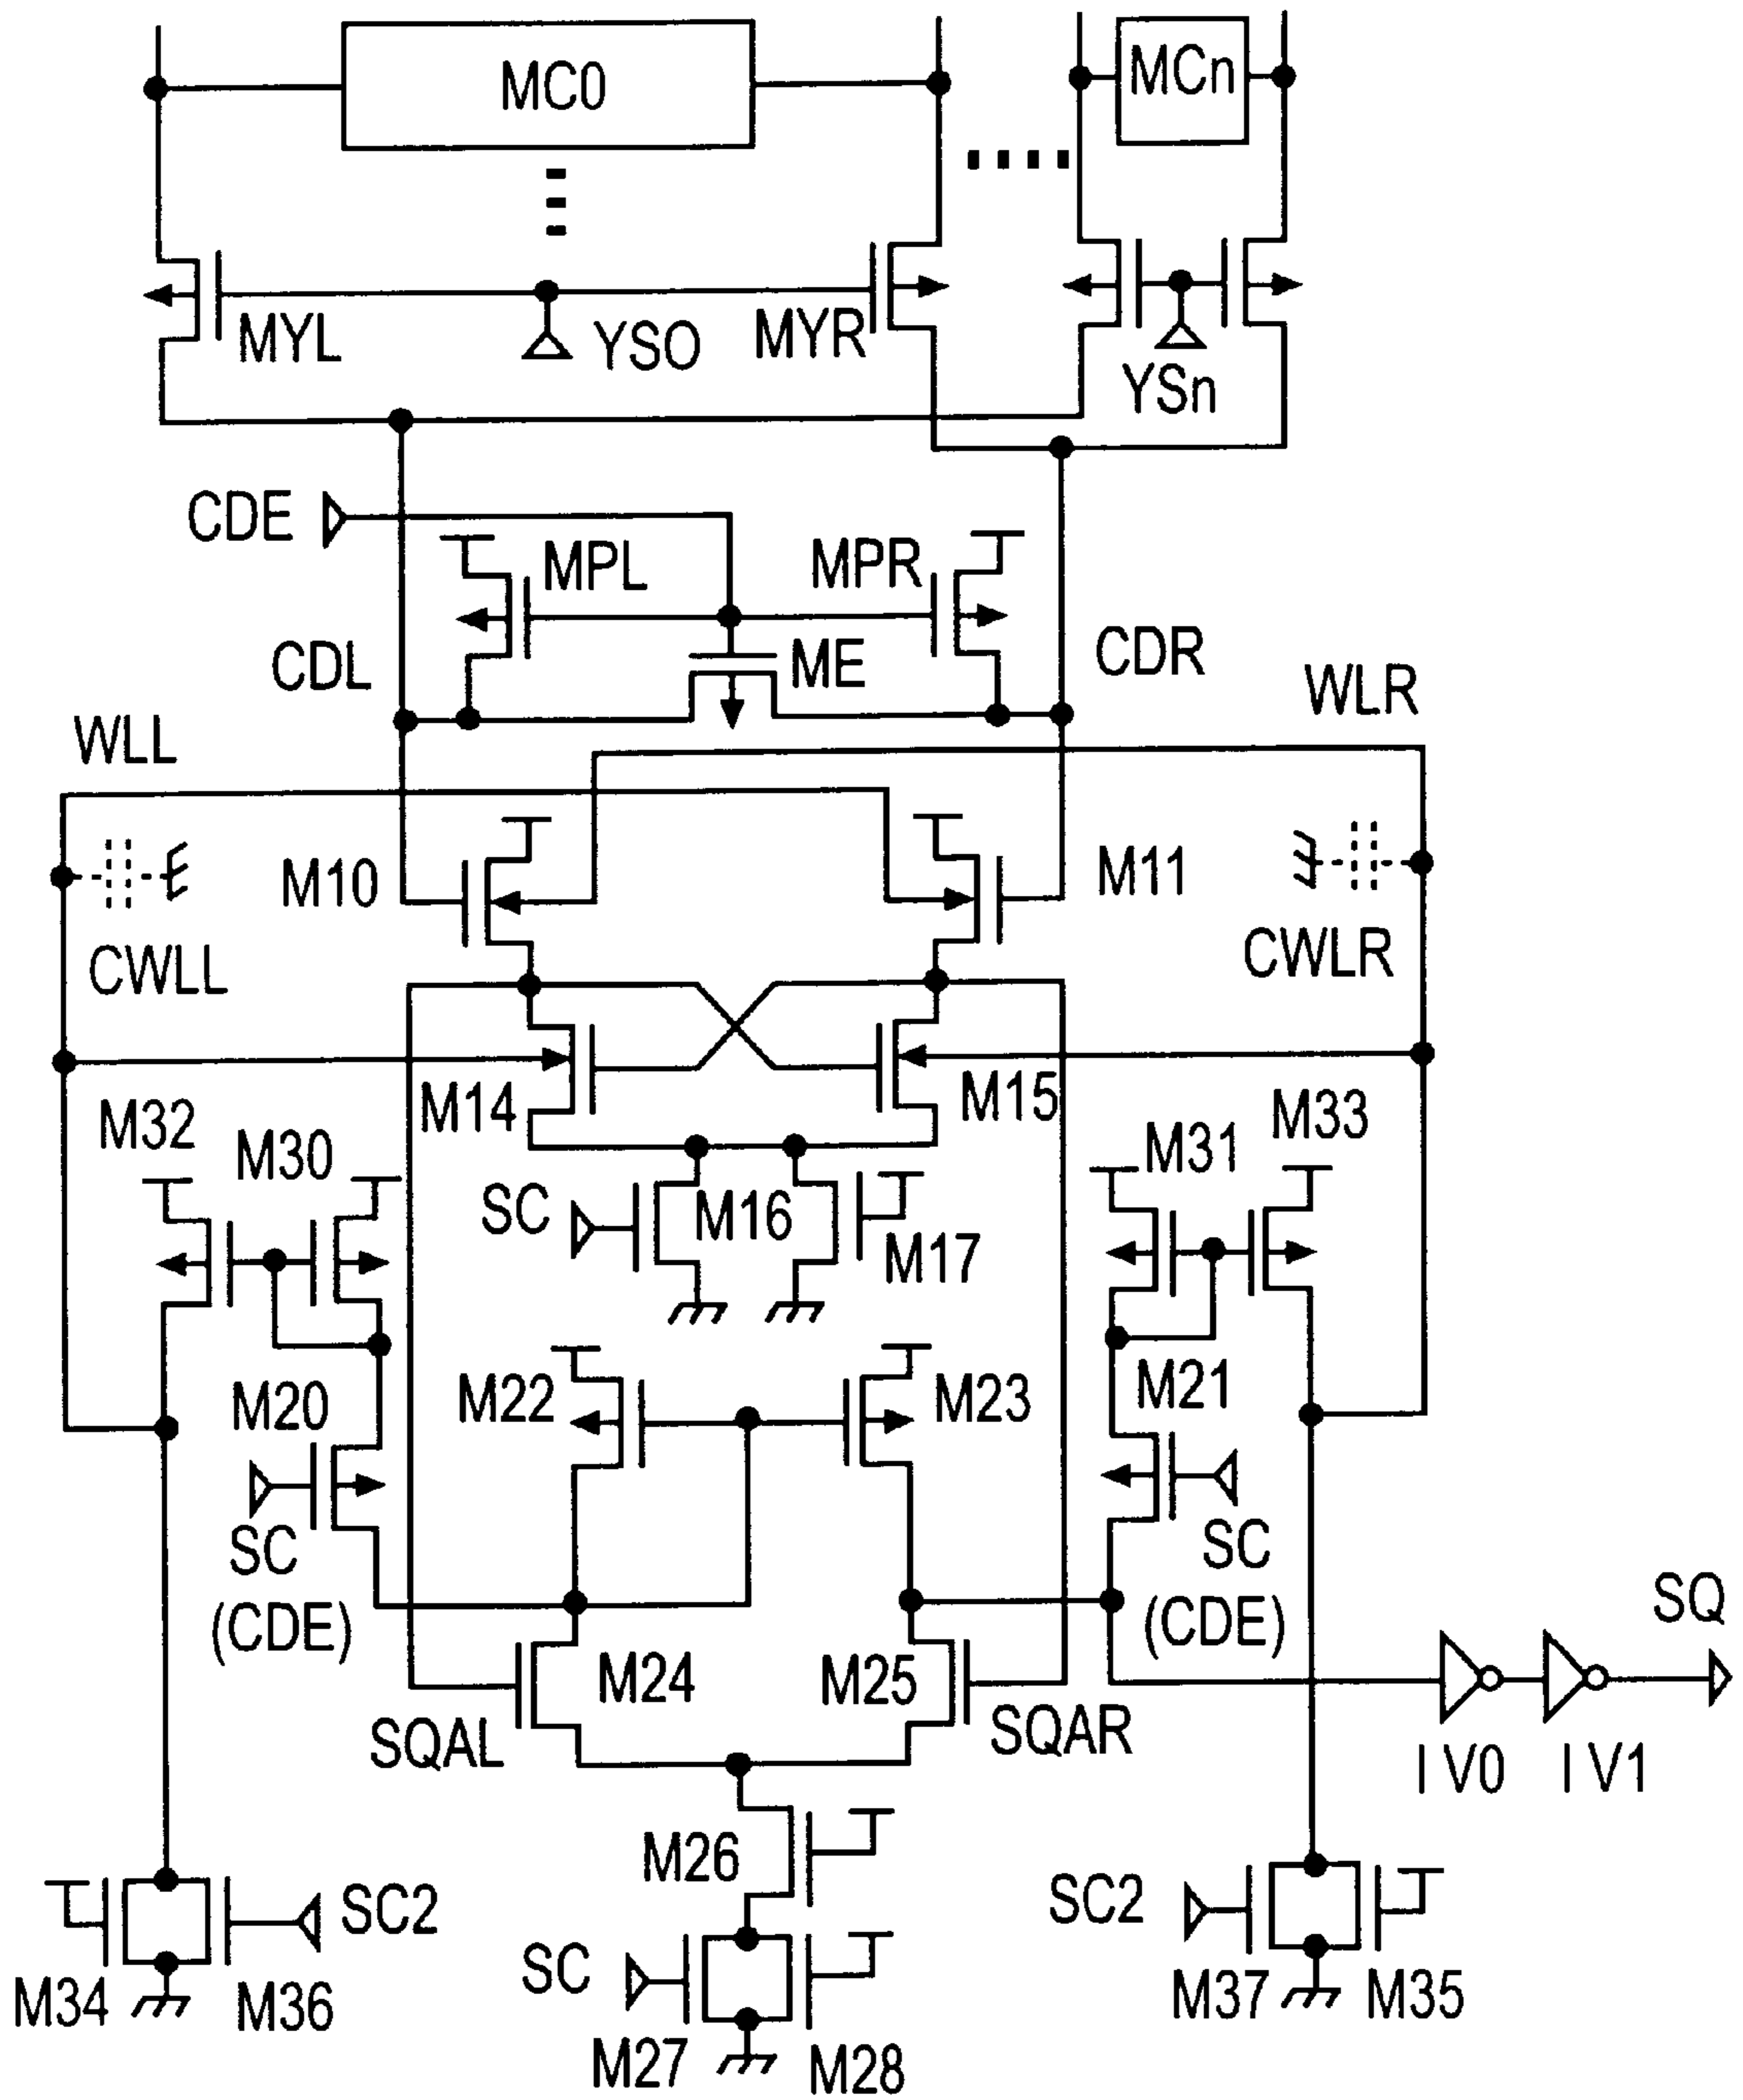 MC0
MCn
MYL
YSO
MYR
YSn
CDE
MPL
MPR
CDL
ME
CDR
WLR
WLL
M10
M11
CWLL
CWLR
M14
M15
M32
M30
M31
M33
SC
M16
M17
M20
M22
M23
M21
SC
(CDE)
SC
(CDE)
SQ
M24
M25
SQAL
SQAR
IV0
IV1
M26
SC2
SC2
SC
M34
M36
M37
M35
M27
M28